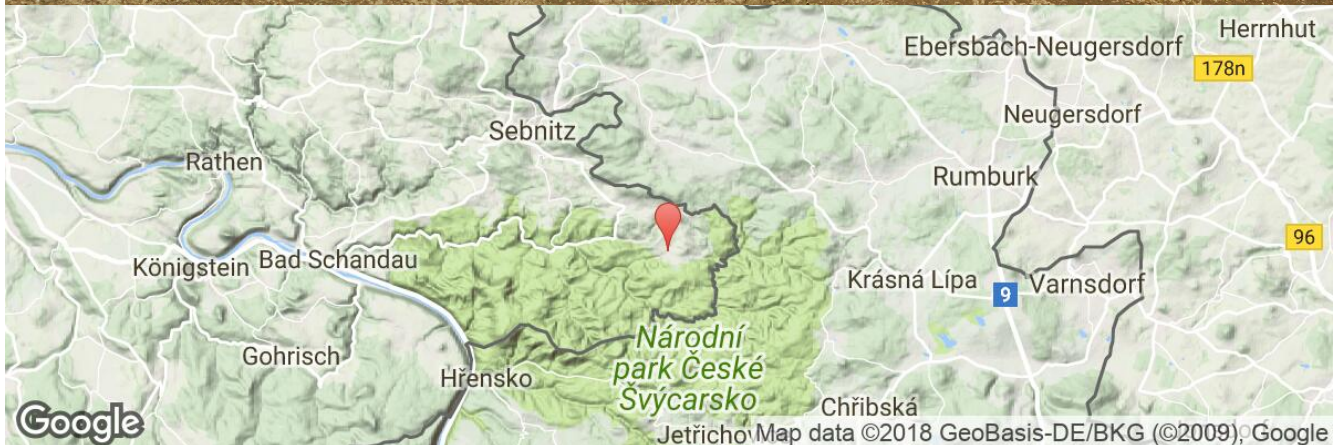 Herrnhut
Ebersbach-Neugersdorf
178n
Neugersdorf
Sebnitz
Rathen
Rumburk
96
Königstein
Bad Schandau
Krásná Lípa
9
Varnsdorf
Národní
park České
Švýcarsko
Gohrisch
Hřensko
Chřibská
Google
Map data ©2018 GeoBasis-DE/BKG (©2009), Google